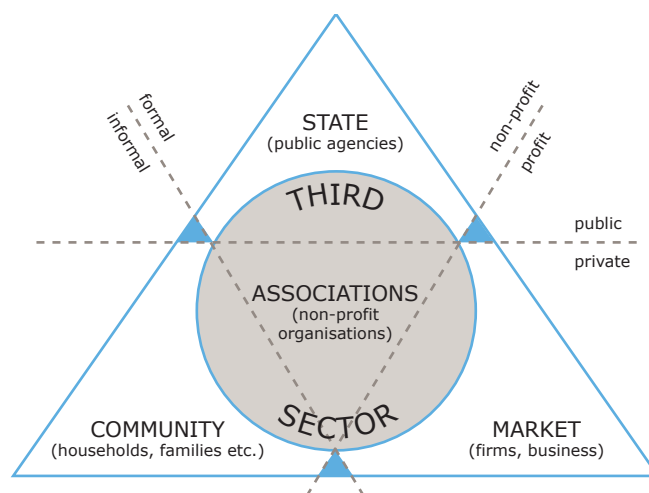 formal
informal
non-profit
profit
STATE
(public agencies)
THIRD
public
private
ASSOCIATIONS
(non-profit
organisations)
SECTOR
COMMUNITY
(households, families etc.)
MARKET
(firms, business)